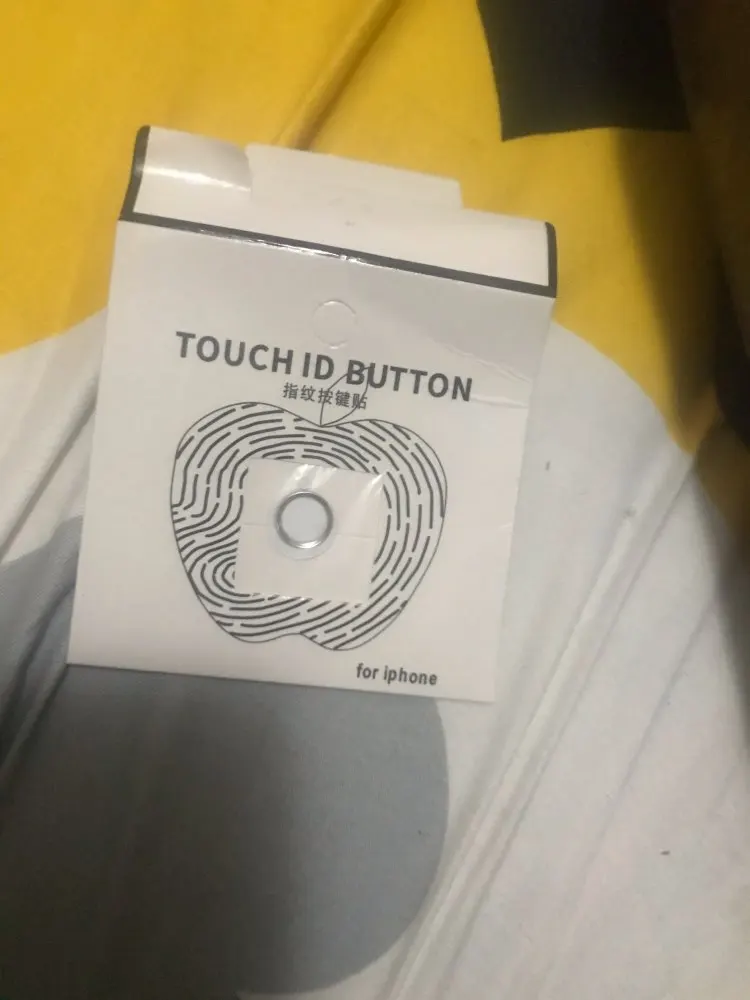 TOUCH ID BUTTON
指纹按键贴
for iphone